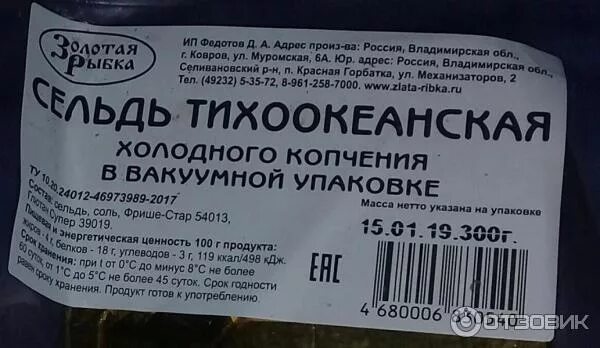 Золотая
Рыбка
ИП Федотов Д. А. Адрес произ-ва: Россия, Владимирская обл.,
г. Ковров, ул. Муромская, 6А. Юр. адрес: Россия, Владимирская обл.,
Селивановский р-н, п. Красная Горбатка, ул. Механизаторов, 2
Тел. (49232) 5-35-72, 8-961-258-7000. www.zlata-ribka.ru
СЕЛЬДЬ ТИХООКЕАНСКАЯ
ХОЛОДНОГО КОПЧЕНИЯ
В ВАКУУМНОЙ УПАКОВКЕ
ТУ 10.20.24012-46973989-2017
Масса нетто указана на упаковке
Состав: сельдь, соль, Фрише-Стар 54013,
Глотан Супер 39019.
15.01.19.300г.
Пищевая и энергетическая ценность 100 г продукта:
жиров - 4 г, белков - 18 г, углеводов - 3 г, 119 ккал/498 кДж.
Срок хранения: при t от 0°С до минус 8°С не более
60 суток, от 1°С до 5°С не более 45 суток. Срок годности
равен сроку хранения. Продукт готов к употреблению.
ЕАС
4 680006
ОТЗОВИК